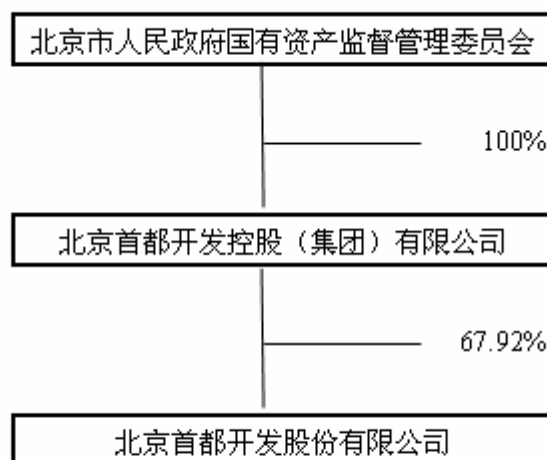 北京市人民政府国有资产监督管理委员会
100%
北京首都开发控股（集团）有限公司
67.92%
北京首都开发股份有限公司